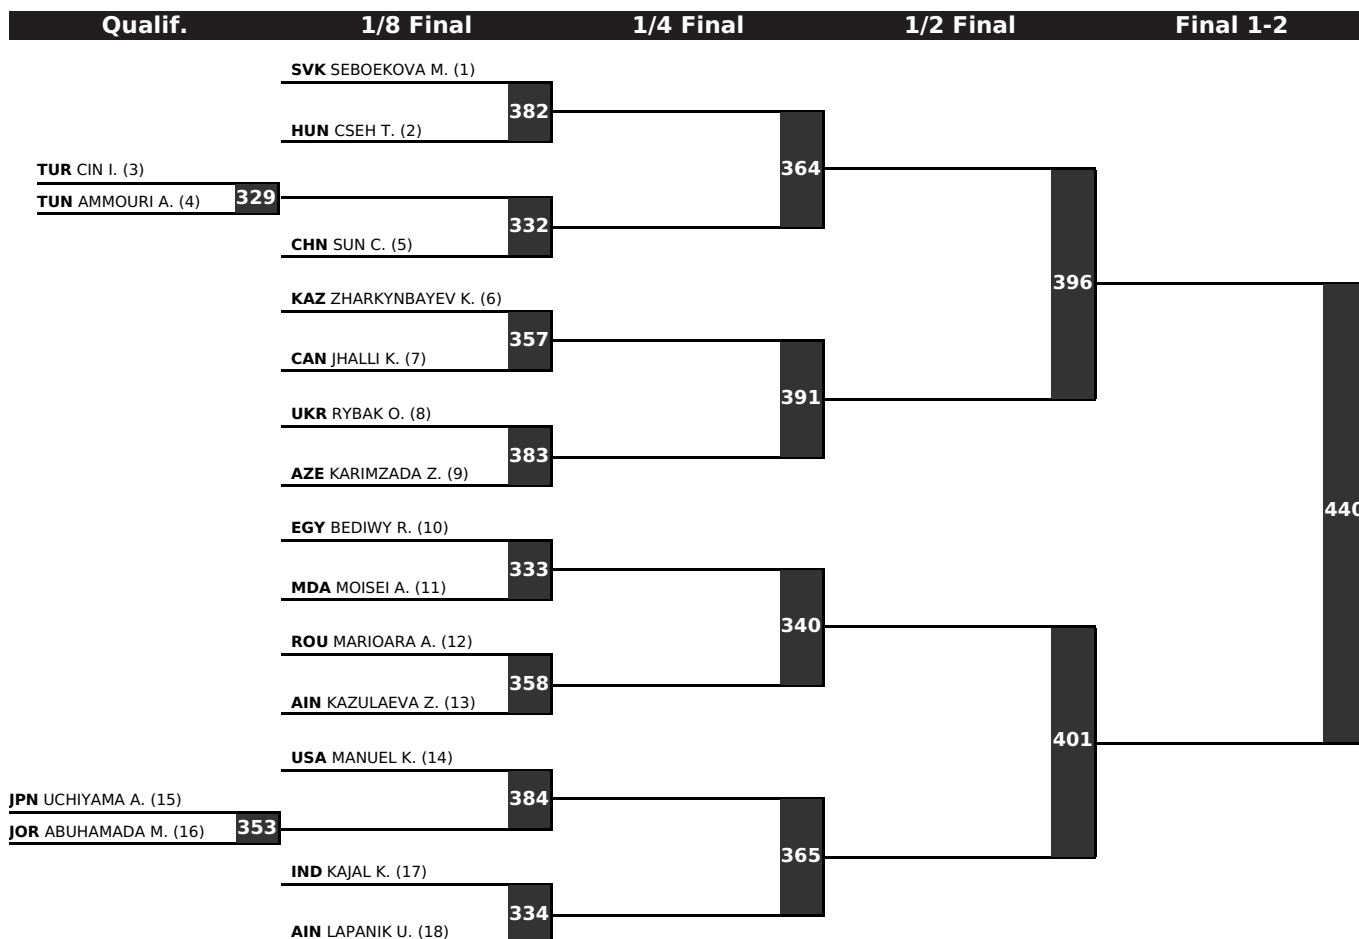 Qualif. 1/8 Final 1/4 Final 1/2 Final Final 1-2
SVK SEBOEKOVA M. (1)
382
HUN CSEH T. (2)
TUR CIN I. (3)
364
TUN AMMOURI A. (4) 329
332
CHN SUN C. (5)
396
KAZ ZHARKYNBAYEV K. (6)
357
CAN JHALLI K. (7)
391
UKR RYBAK O. (8)
383
AZE KARIMZADA Z. (9)
440
EGY BEDIWY R. (10)
333
MDA MOISEI A. (11)
340
ROU MARIOARA A. (12)
358
AIN KAZULAEVA Z. (13)
401
USA MANUEL K. (14)
384
JPN UCHIYAMA A. (15)
JOR ABUHAMADA M. (16) 353
365
IND KAJAL K. (17)
334
AIN LAPANIK U. (18)